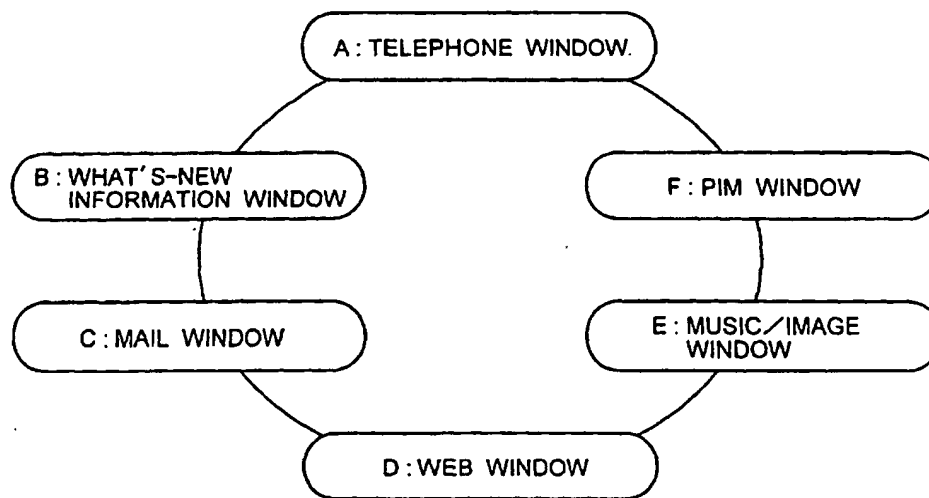 A : TELEPHONE WINDOW.
B : WHAT'S-NEW
INFORMATION WINDOW
F : PIM WINDOW
C : MAIL WINDOW
E : MUSIC/IMAGE
WINDOW
D : WEB WINDOW